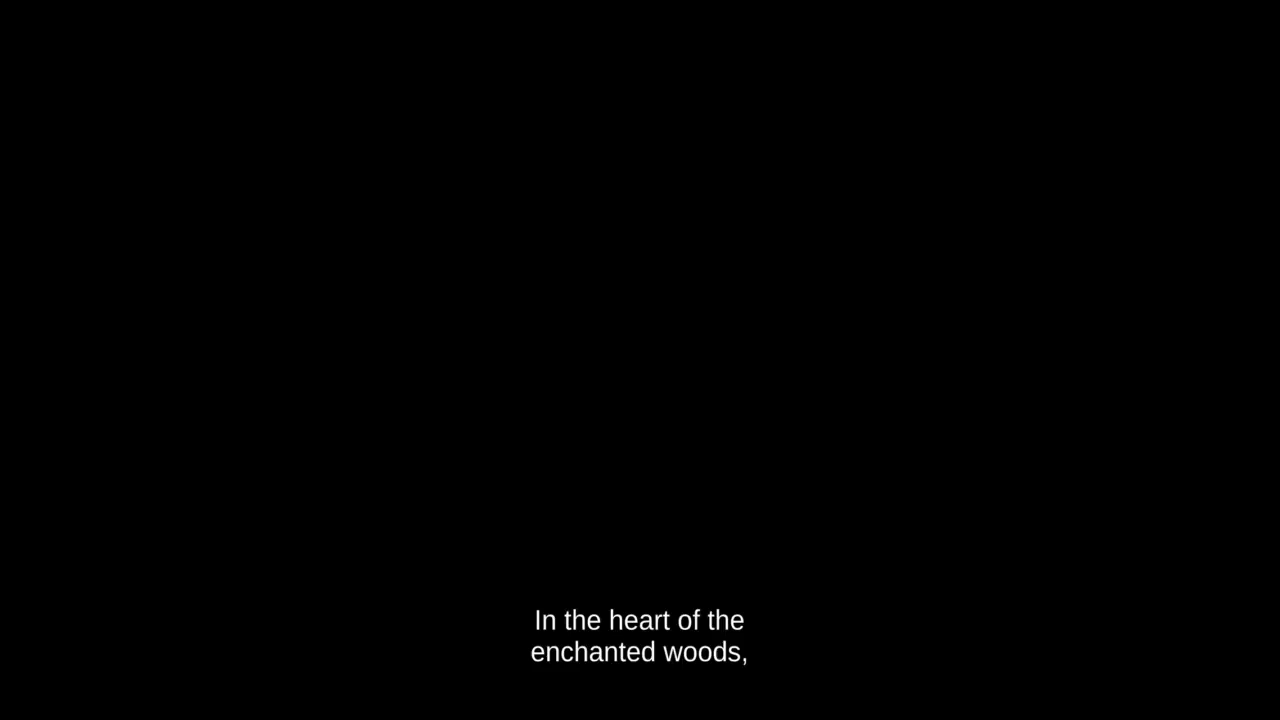 In the heart of the
enchanted woods,